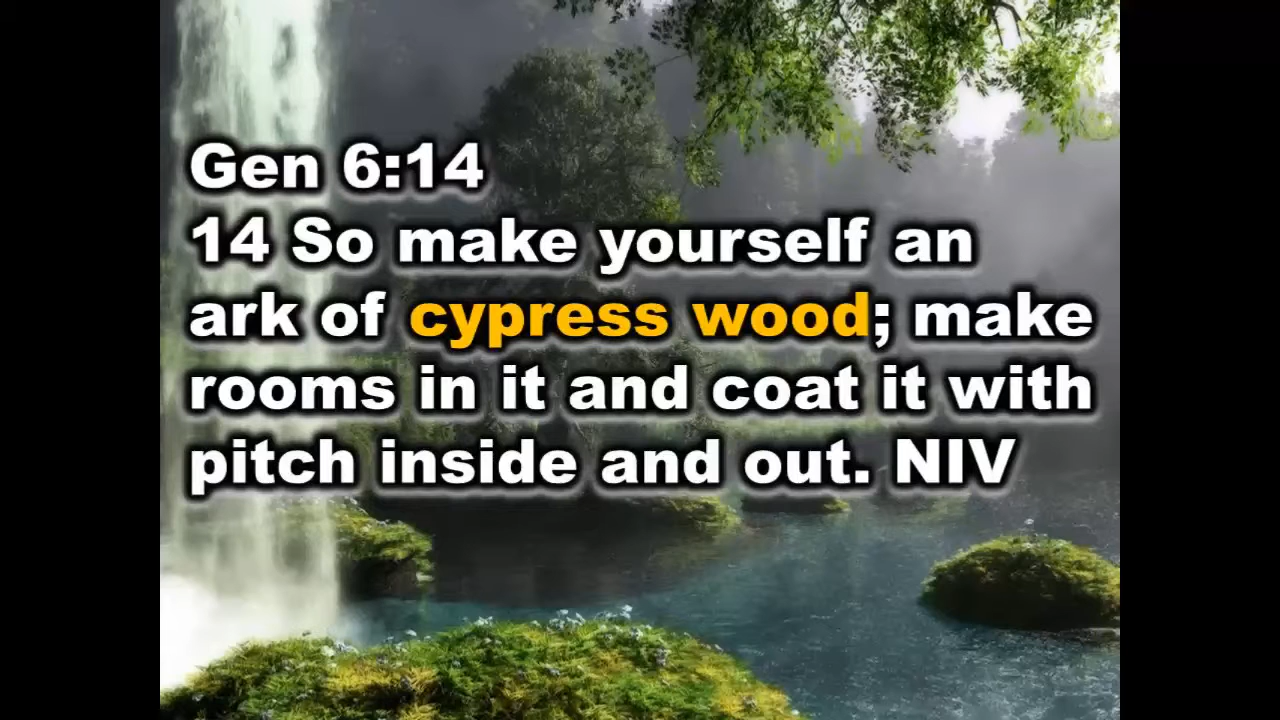 Gen 6:14
14 So make yourself an
ark of cypress wood; make
rooms in it and coat it with
pitch inside and out. NIV